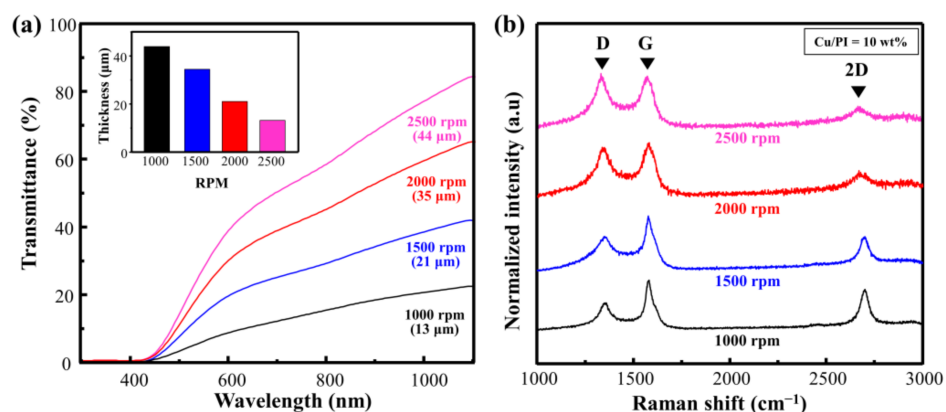 (a)
Transmittance (%)
100
80
60
40
20
0
400
600
800
1000
Wavelength (nm)
Thickness (µm)
40
20
0
1000
1500
2000
2500
RPM
2500 rpm
(44 µm)
2000 rpm
(35 µm)
1500 rpm
(21 µm)
1000 rpm
(13 µm)
(b)
Normalized intensity (a.u)
Cu/PI = 10 wt%
D
G
2D
2500 rpm
2000 rpm
1500 rpm
1000 rpm
1000
1500
2000
2500
3000
Raman shift (cm⁻¹)